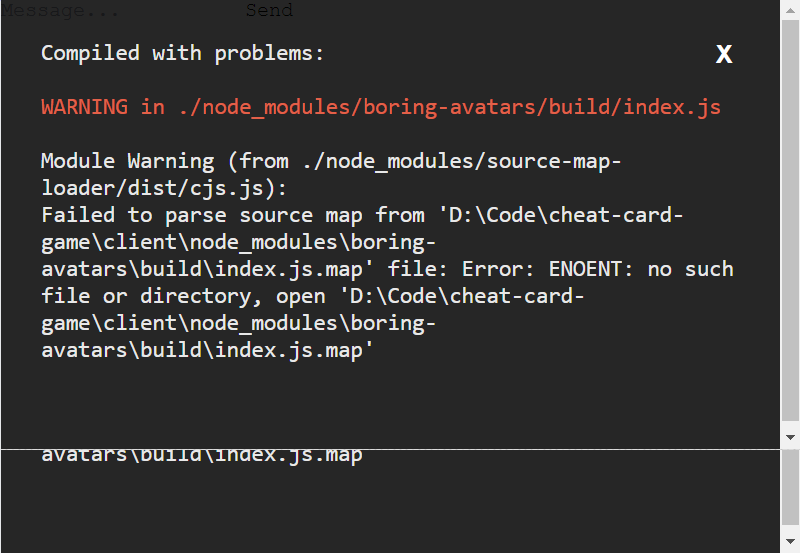 Message... Send
Compiled with problems:
X
WARNING in ./node_modules/boring-avatars/build/index.js
Module Warning (from ./node_modules/source-map-
loader/dist/cjs.js):
Failed to parse source map from 'D:\Code\cheat-card-
game\client\node_modules\boring-
avatars\build\index.js.map' file: Error: ENOENT: no such
file or directory, open 'D:\Code\cheat-card-
game\client\node_modules\boring-
avatars\build\index.js.map'
avatars\build\index.js.map